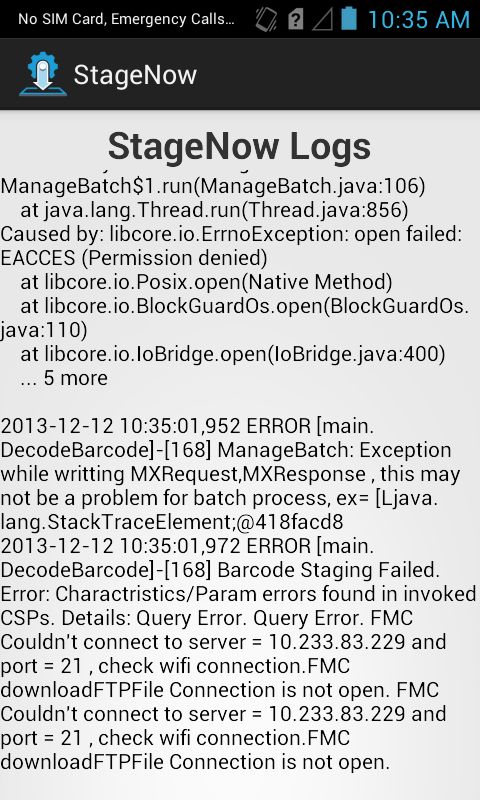 No SIM Card, Emergency Calls... 10:35 AM
StageNow
StageNow Logs
ManageBatch$1.run(ManageBatch.java:106)
at java.lang.Thread.run(Thread.java:856)
Caused by: libcore.io.ErrnoException: open failed:
EACCES (Permission denied)
at libcore.io.Posix.open(Native Method)
at libcore.io.BlockGuardOs.open(BlockGuardOs.
java:110)
at libcore.io.IoBridge.open(IoBridge.java:400)
... 5 more
2013-12-12 10:35:01,952 ERROR [main.
DecodeBarcode]-[168] ManageBatch: Exception
while writting MXRequest,MXResponse , this may
not be a problem for batch process, ex= [Ljava.
lang.StackTraceElement;@418facd8
2013-12-12 10:35:01,972 ERROR [main.
DecodeBarcode]-[168] Barcode Staging Failed.
Error: Charactristics/Param errors found in invoked
CSPs. Details: Query Error. Query Error. FMC
Couldn't connect to server = 10.233.83.229 and
port = 21 , check wifi connection.FMC
downloadFTPFile Connection is not open. FMC
Couldn't connect to server = 10.233.83.229 and
port = 21 , check wifi connection.FMC
downloadFTPFile Connection is not open.